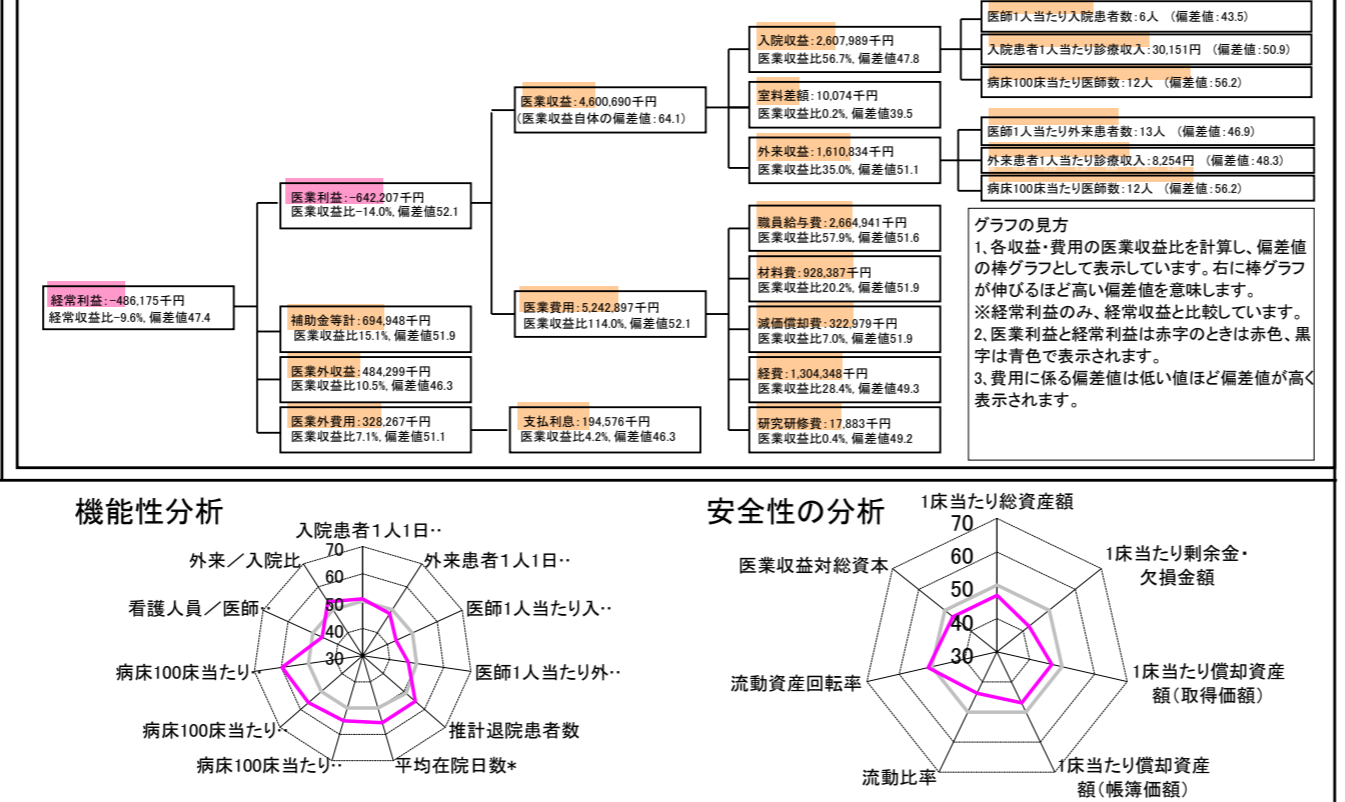 医師1人当たり入院患者数:6人 (偏差値:43.5)
入院収益:2,607,989千円
医業収益比56.7%, 偏差値47.8
入院患者1人当たり診療収入:30,151円 (偏差値:50.9)
病床100床当たり医師数:12人 (偏差値:56.2)
医業収益:4,600,690千円
(医業収益自体の偏差値:64.1)
室料差額:10,074千円
医業収益比0.2%, 偏差値39.5
医師1人当たり外来患者数:13人 (偏差値:46.9)
外来収益:1,610,834千円
医業収益比35.0%, 偏差値51.1
外来患者1人当たり診療収入:8,254円 (偏差値:48.3)
病床100床当たり医師数:12人 (偏差値:56.2)
医業利益:-642,207千円
医業収益比-14.0%, 偏差値52.1
職員給与費:2,664,941千円
医業収益比57.9%, 偏差値51.6
材料費:928,387千円
医業収益比20.2%, 偏差値51.9
経常利益:-486,175千円
経常収益比-9.6%, 偏差値47.4
医業費用:5,242,897千円
医業収益比114.0%, 偏差値52.1
補助金等計:694,948千円
医業収益比15.1%, 偏差値51.9
減価償却費:322,979千円
医業収益比7.0%, 偏差値51.9
医業外収益:484,299千円
医業収益比10.5%, 偏差値46.3
経費:1,304,348千円
医業収益比28.4%, 偏差値49.3
医業外費用:328,267千円
医業収益比7.1%, 偏差値51.1
支払利息:194,576千円
医業収益比4.2%, 偏差値46.3
研究研修費:17,883千円
医業収益比0.4%, 偏差値49.2
グラフの見方
1、各収益・費用の医業収益比を計算し、偏差値
の棒グラフとして表示しています。右に棒グラフ
が伸びるほど高い偏差値を意味します。
※経常利益のみ、経常収益と比較しています。
2、医業利益と経常利益は赤字のときは赤色、黒
字は青色で表示されます。
3、費用に係る偏差値は低い値ほど偏差値が高く
表示されます。
機能性分析
入院患者1人1日‥
外来患者1人1日‥
医師1人当たり入‥
医師1人当たり外‥
推計退院患者数
平均在院日数*
病床100床当たり‥
病床100床当たり‥
病床100床当たり‥
看護人員/医師‥
外来/入院比
70
60
50
40
30
安全性の分析
1床当たり総資産額
1床当たり剰余金・
欠損金額
1床当たり償却資産
額(取得価額)
1床当たり償却資産
額(帳簿価額)
流動比率
流動資産回転率
医業収益対総資本
70
60
50
40
30